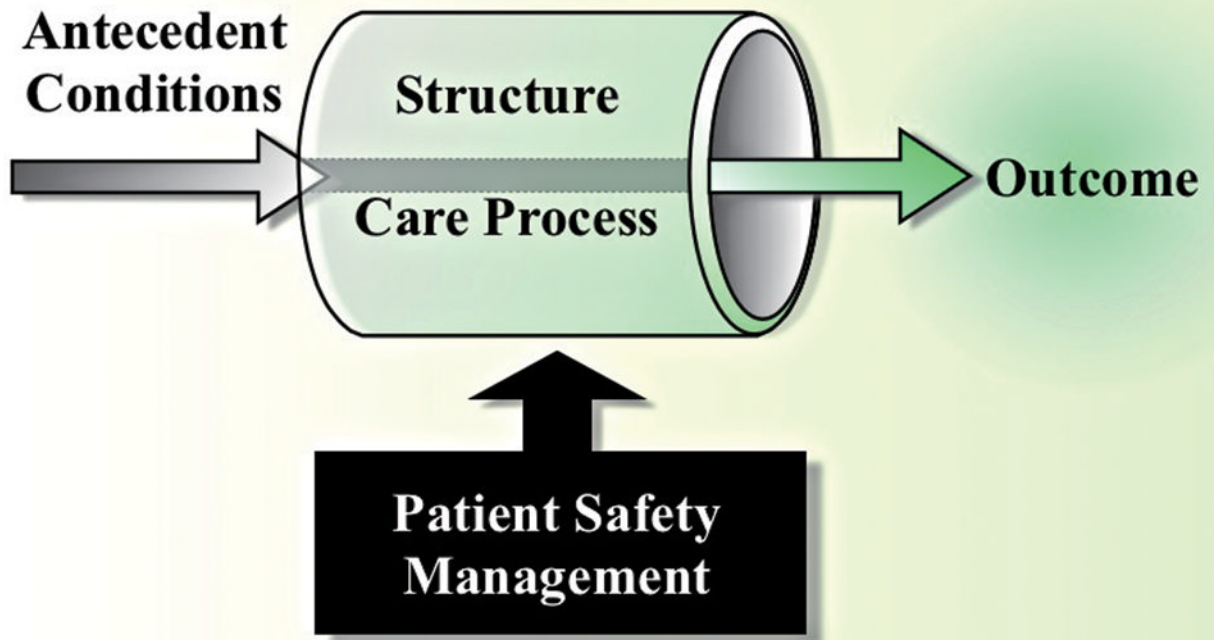 Antecedent
Conditions
Structure
Care Process
Outcome
Patient Safety
Management